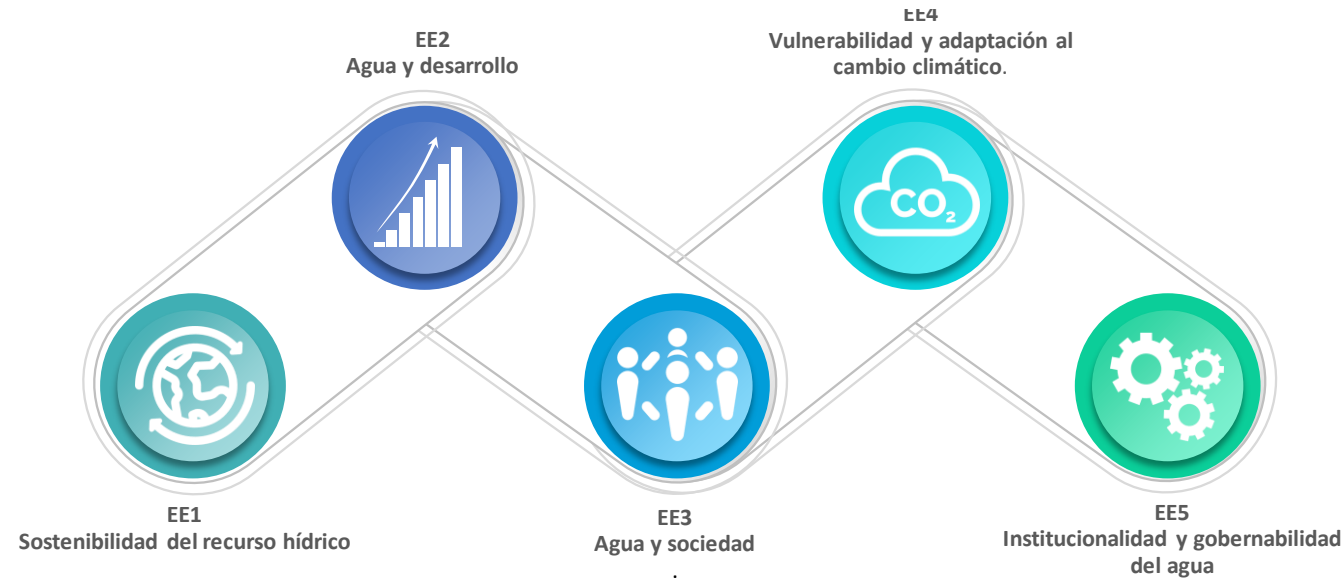 EE1
Sostenibilidad del recurso hídrico
EE2
Agua y desarrollo
EE3
Agua y sociedad
EE4
Vulnerabilidad y adaptación al
cambio climático.
CO2
EE5
Institucionalidad y gobernabilidad
del agua